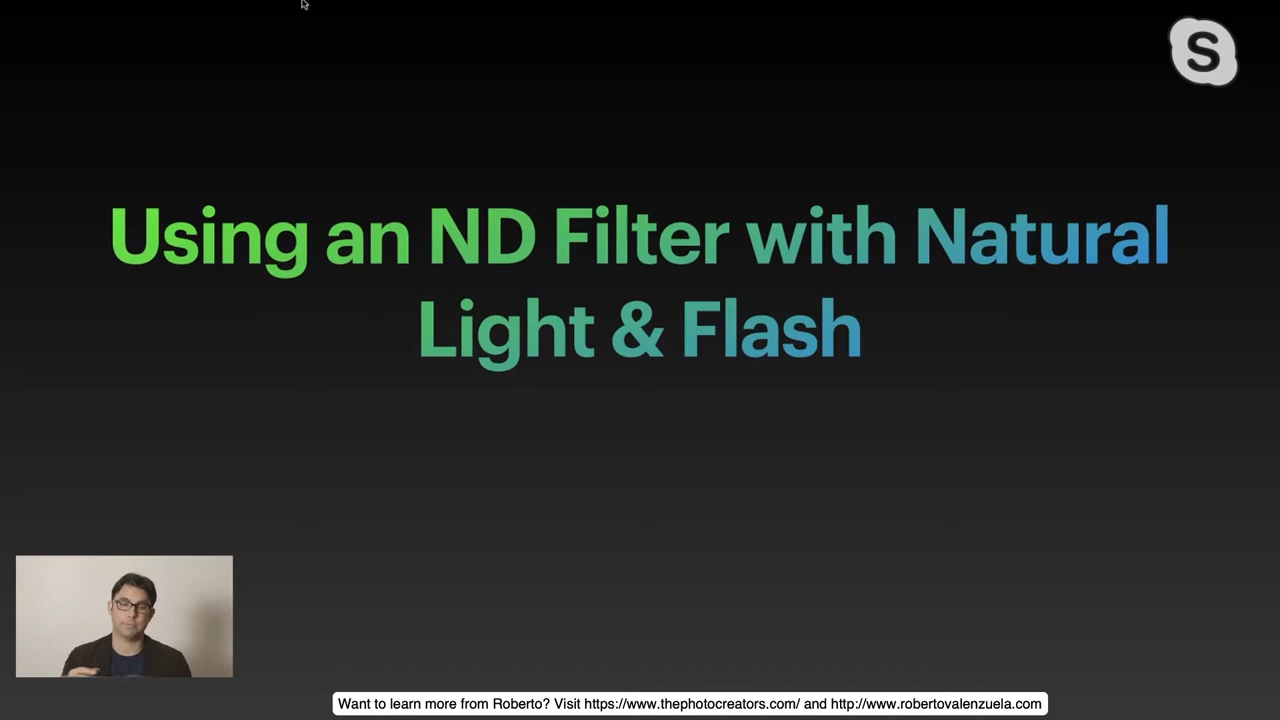 S
Using an ND Filter with Natural
Light & Flash
Want to learn more from Roberto? Visit https://www.thephotocreators.com/ and http://www.robertovalenzuela.com